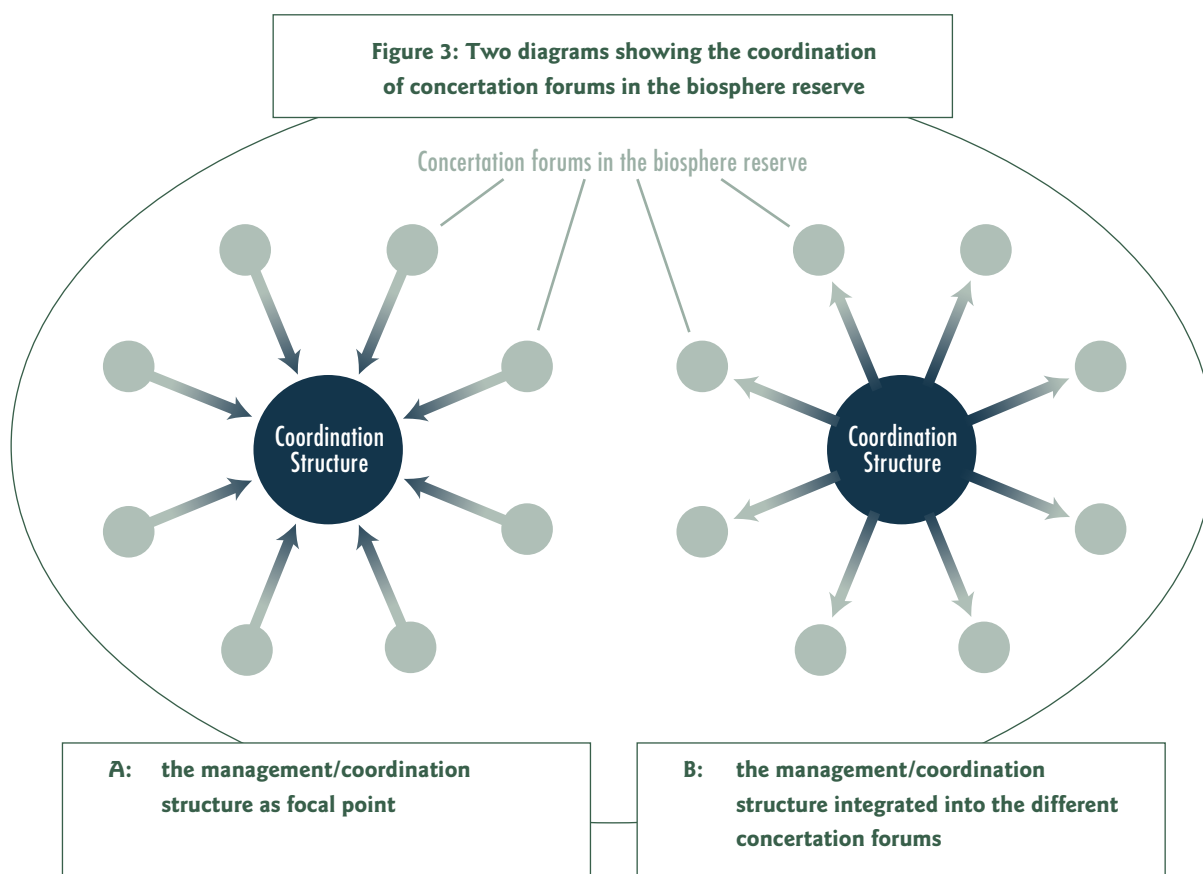 Figure 3: Two diagrams showing the coordination
of concertation forums in the biosphere reserve
Concertation forums in the biosphere reserve
Coordination
Structure
Coordination
Structure
A: the management/coordination
structure as focal point
B: the management/coordination
structure integrated into the different
concertation forums